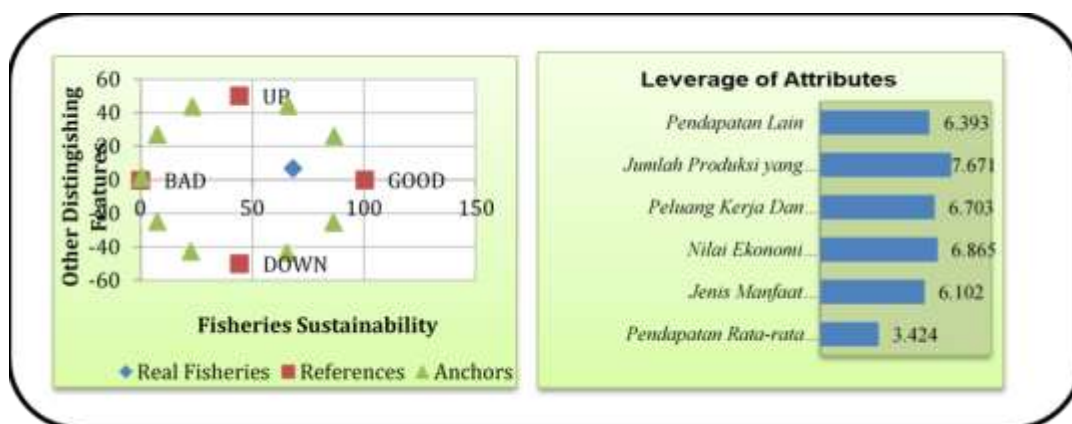 60
40
20
0
-20
-40
-60
Other Distingishing
Features
UP
BAD
GOOD
DOWN
0 50 100 150
Fisheries Sustainability
Real Fisheries References Anchors
Leverage of Attributes
Pendapatan Lain 6.393
Jumlah Produksi yang 7.671
Peluang Kerja Dan... 6.703
Nilai Ekonomi... 6.865
Jenis Manfaat... 6.102
Pendapatan Rata-rata... 3.424